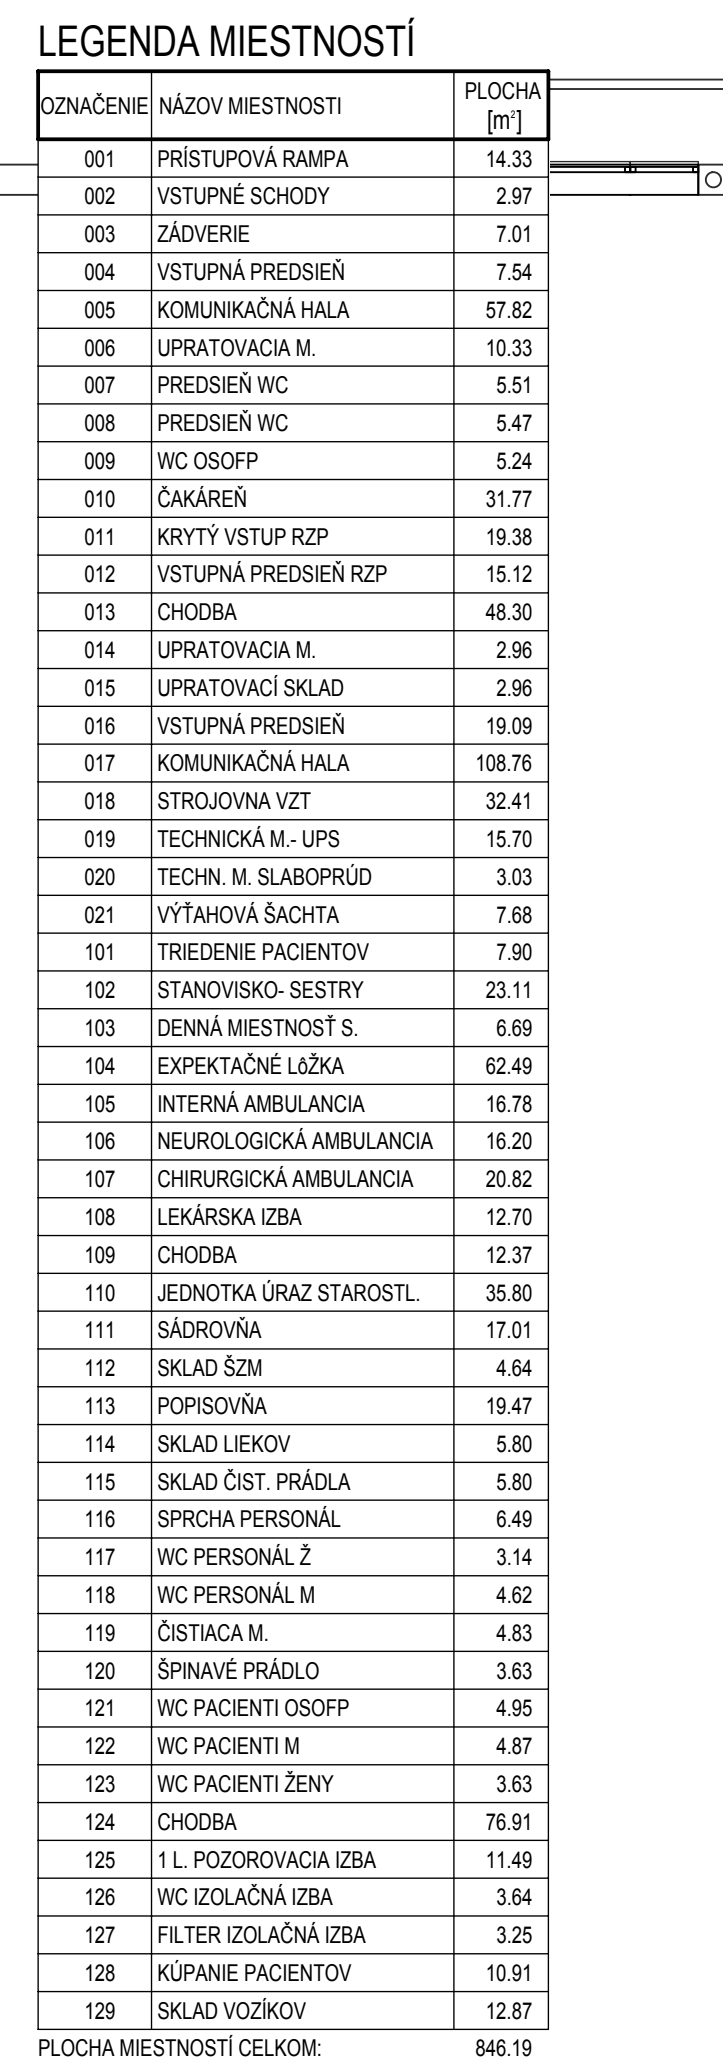 LEGENDA MIESTNOSTÍ
OZNAČENIE NÁZOV MIESTNOSTI PLOCHA [m²]
001 PRÍSTUPOVÁ RAMPA 14.33
002 VSTUPNÉ SCHODY 2.97
003 ZÁDVERIE 7.01
004 VSTUPNÁ PREDSIEŇ 7.54
005 KOMUNIKAČNÁ HALA 57.82
006 UPRATOVACIA M. 10.33
007 PREDSIEŇ WC 5.51
008 PREDSIEŇ WC 5.47
009 WC OSOFP 5.24
010 ČAKÁREŇ 31.77
011 KRYTÝ VSTUP RZP 19.38
012 VSTUPNÁ PREDSIEŇ RZP 15.12
013 CHODBA 48.30
014 UPRATOVACIA M. 2.96
015 UPRATOVACÍ SKLAD 2.96
016 VSTUPNÁ PREDSIEŇ 19.09
017 KOMUNIKAČNÁ HALA 108.76
018 STROJOVNA VZT 32.41
019 TECHNICKÁ M.- UPS 15.70
020 TECHN. M. SLABOPRÚD 3.03
021 VÝŤAHOVÁ ŠACHTA 7.68
101 TRIEDENIE PACIENTOV 7.90
102 STANOVISKO- SESTRY 23.11
103 DENNÁ MIESTNOSŤ S. 6.69
104 EXPEKTAČNÉ LôŽKA 62.49
105 INTERNÁ AMBULANCIA 16.78
106 NEUROLOGICKÁ AMBULANCIA 16.20
107 CHIRURGICKÁ AMBULANCIA 20.82
108 LEKÁRSKA IZBA 12.70
109 CHODBA 12.37
110 JEDNOTKA ÚRAZ STAROSTL. 35.80
111 SÁDROVŇA 17.01
112 SKLAD ŠZM 4.64
113 POPISOVŇA 19.47
114 SKLAD LIEKOV 5.80
115 SKLAD ČIST. PRÁDLA 5.80
116 SPRCHA PERSONÁL 6.49
117 WC PERSONÁL Ž 3.14
118 WC PERSONÁL M 4.62
119 ČISTIACA M. 4.83
120 ŠPINAVÉ PRÁDLO 3.63
121 WC PACIENTI OSOFP 4.95
122 WC PACIENTI M 4.87
123 WC PACIENTI ŽENY 3.63
124 CHODBA 76.91
125 1 L. POZOROVACIA IZBA 11.49
126 WC IZOLAČNÁ IZBA 3.64
127 FILTER IZOLAČNÁ IZBA 3.25
128 KÚPANIE PACIENTOV 10.91
129 SKLAD VOZÍKOV 12.87
PLOCHA MIESTNOSTÍ CELKOM: 846.19